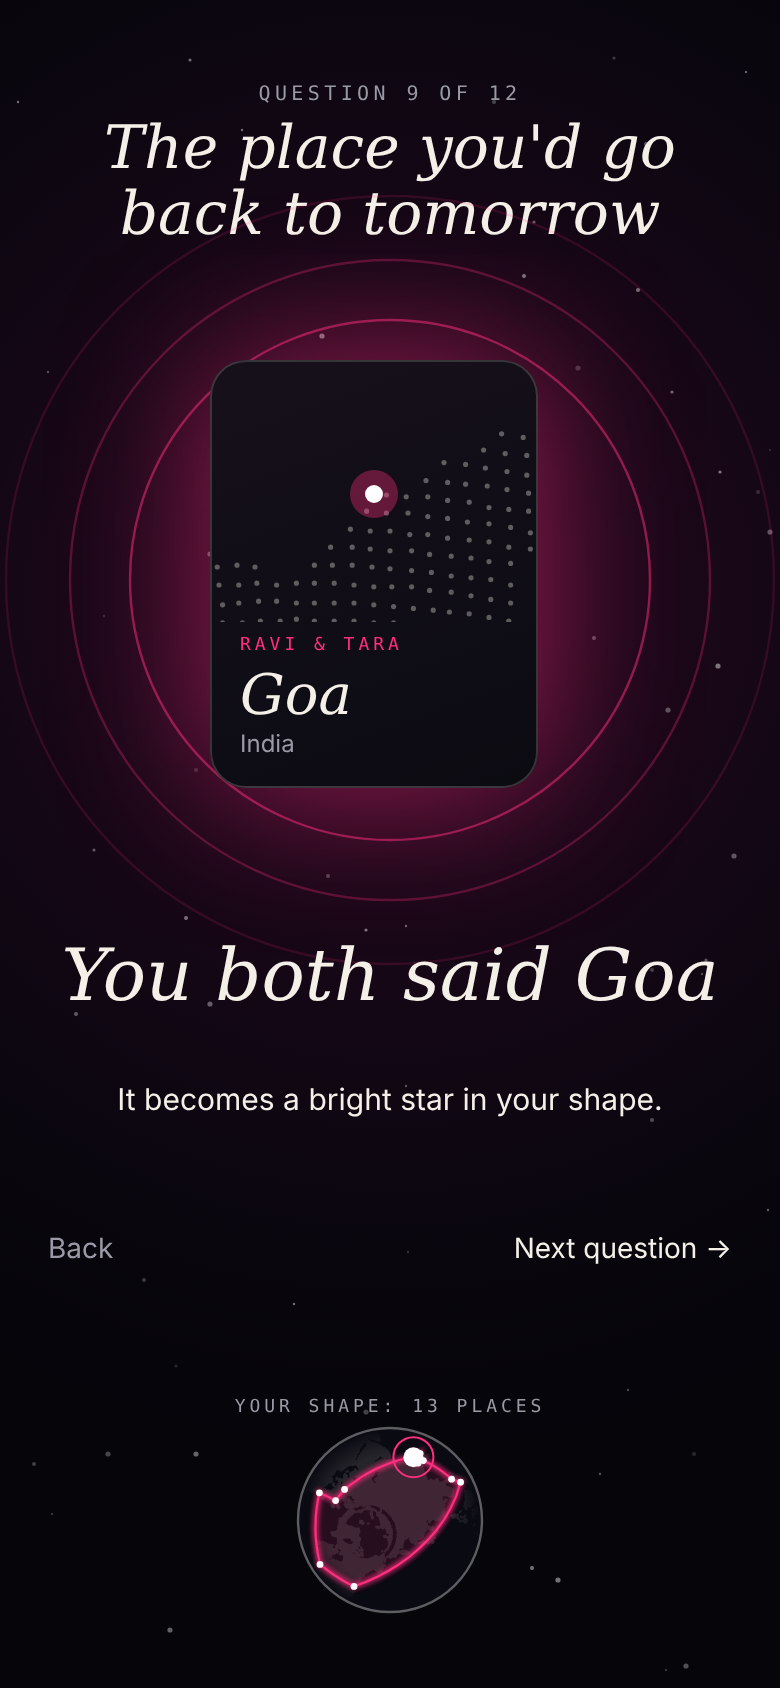 QUESTION 9 OF 12
The place you'd go
back to tomorrow
RAVI & TARA
Goa
India
You both said Goa
It becomes a bright star in your shape.
Back
Next question →
YOUR SHAPE: 13 PLACES